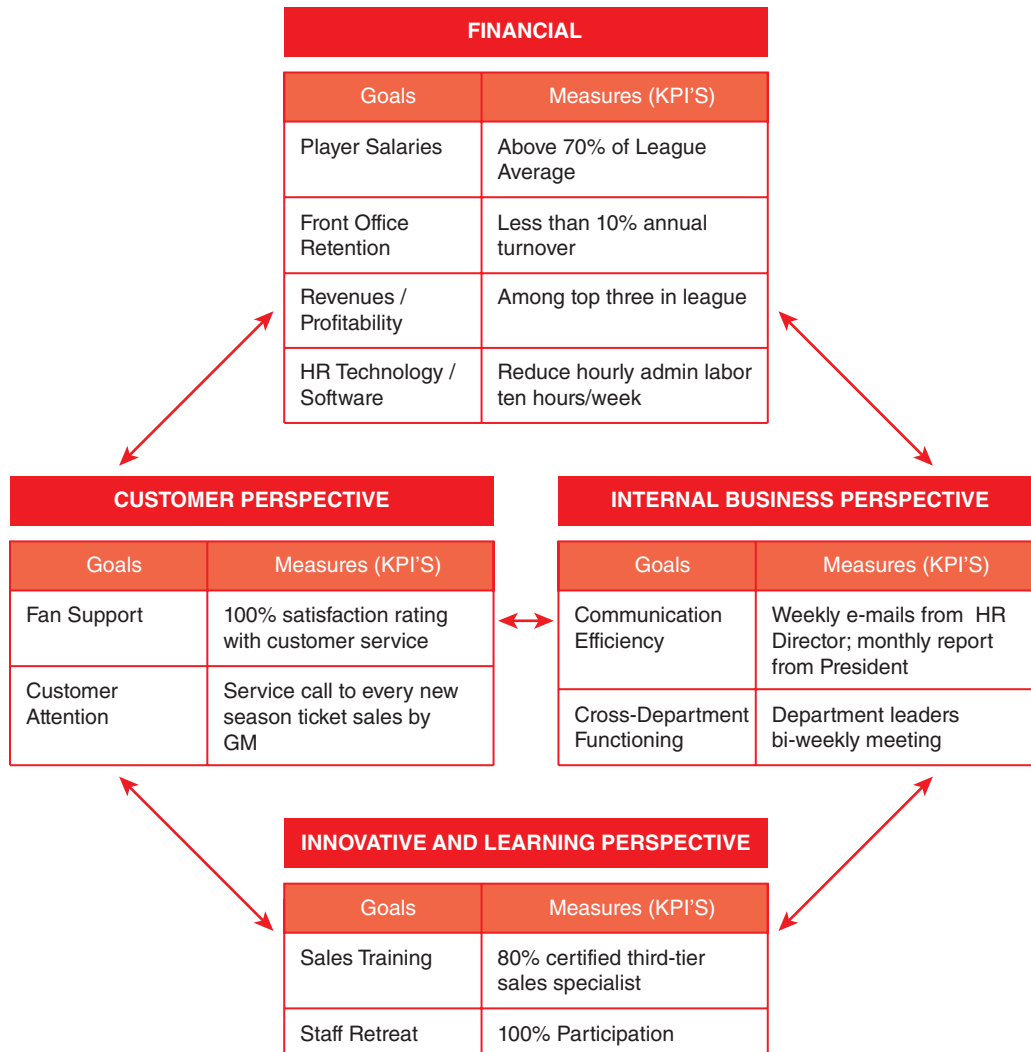 FINANCIAL
Goals Measures (KPI'S)
Player Salaries Above 70% of League
Average
Front Office Less than 10% annual
Retention turnover
Revenues / Among top three in league
Profitability
HR Technology / Reduce hourly admin labor
Software ten hours/week
CUSTOMER PERSPECTIVE
Goals Measures (KPI'S)
Fan Support 100% satisfaction rating
with customer service
Customer Service call to every new
Attention season ticket sales by
GM
INTERNAL BUSINESS PERSPECTIVE
Goals Measures (KPI'S)
Communication Weekly e-mails from HR
Efficiency Director; monthly report
from President
Cross-Department Department leaders
Functioning bi-weekly meeting
INNOVATIVE AND LEARNING PERSPECTIVE
Goals Measures (KPI'S)
Sales Training 80% certified third-tier
sales specialist
Staff Retreat 100% Participation